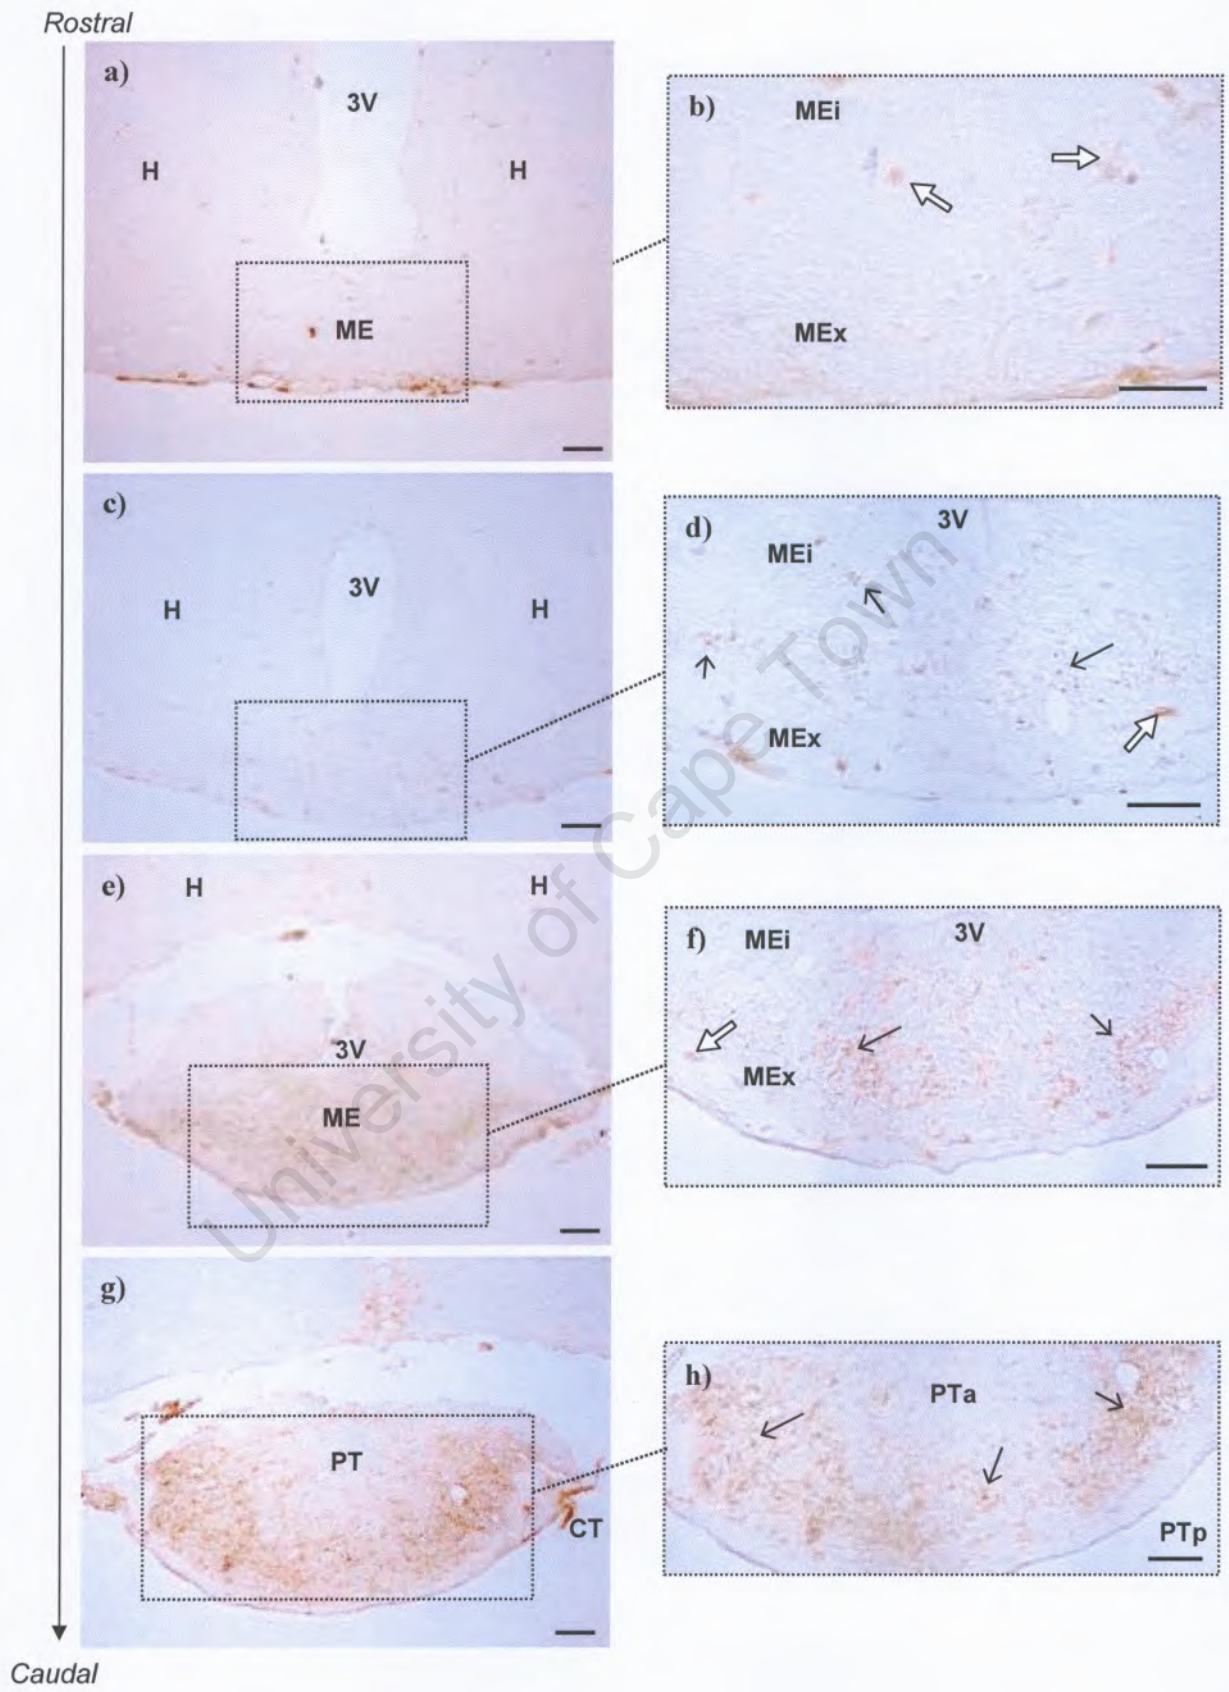 Rostral
a)
3V
H
H
ME
b)
MEi
MEx
c)
3V
H
H
d)
3V
MEi
MEx
e)
H
H
3V
ME
f)
MEi
3V
MEx
g)
PT
CT
h)
PTa
PTp
Caudal
University of Cape Town